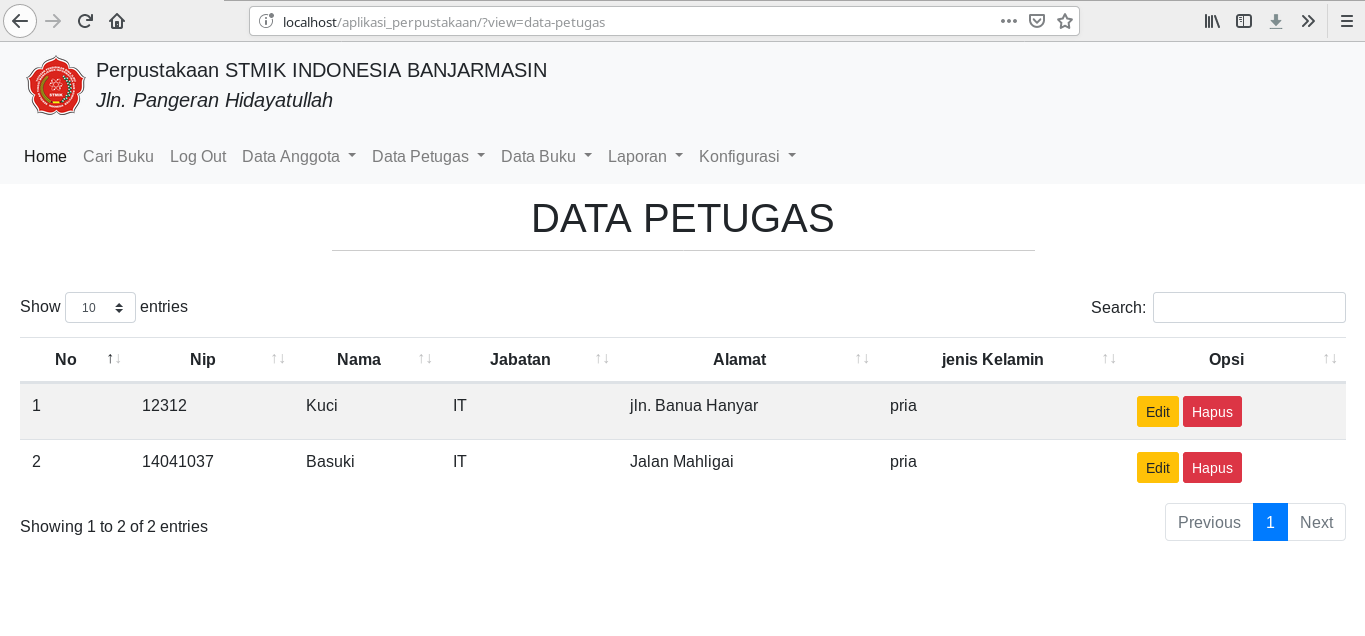 localhost/aplikasi_perpustakaan/?view=data-petugas
Perpustakaan STMIK INDONESIA BANJARMASIN
Jln. Pangeran Hidayatullah
STMIK
Home Cari Buku Log Out Data Anggota Data Petugas Data Buku Laporan Konfigurasi
DATA PETUGAS
Show 10 entries Search:
No Nip Nama Jabatan Alamat jenis Kelamin Opsi
1 12312 Kuci IT jln. Banua Hanyar pria Edit Hapus
2 14041037 Basuki IT Jalan Mahligai pria Edit Hapus
Showing 1 to 2 of 2 entries Previous 1 Next